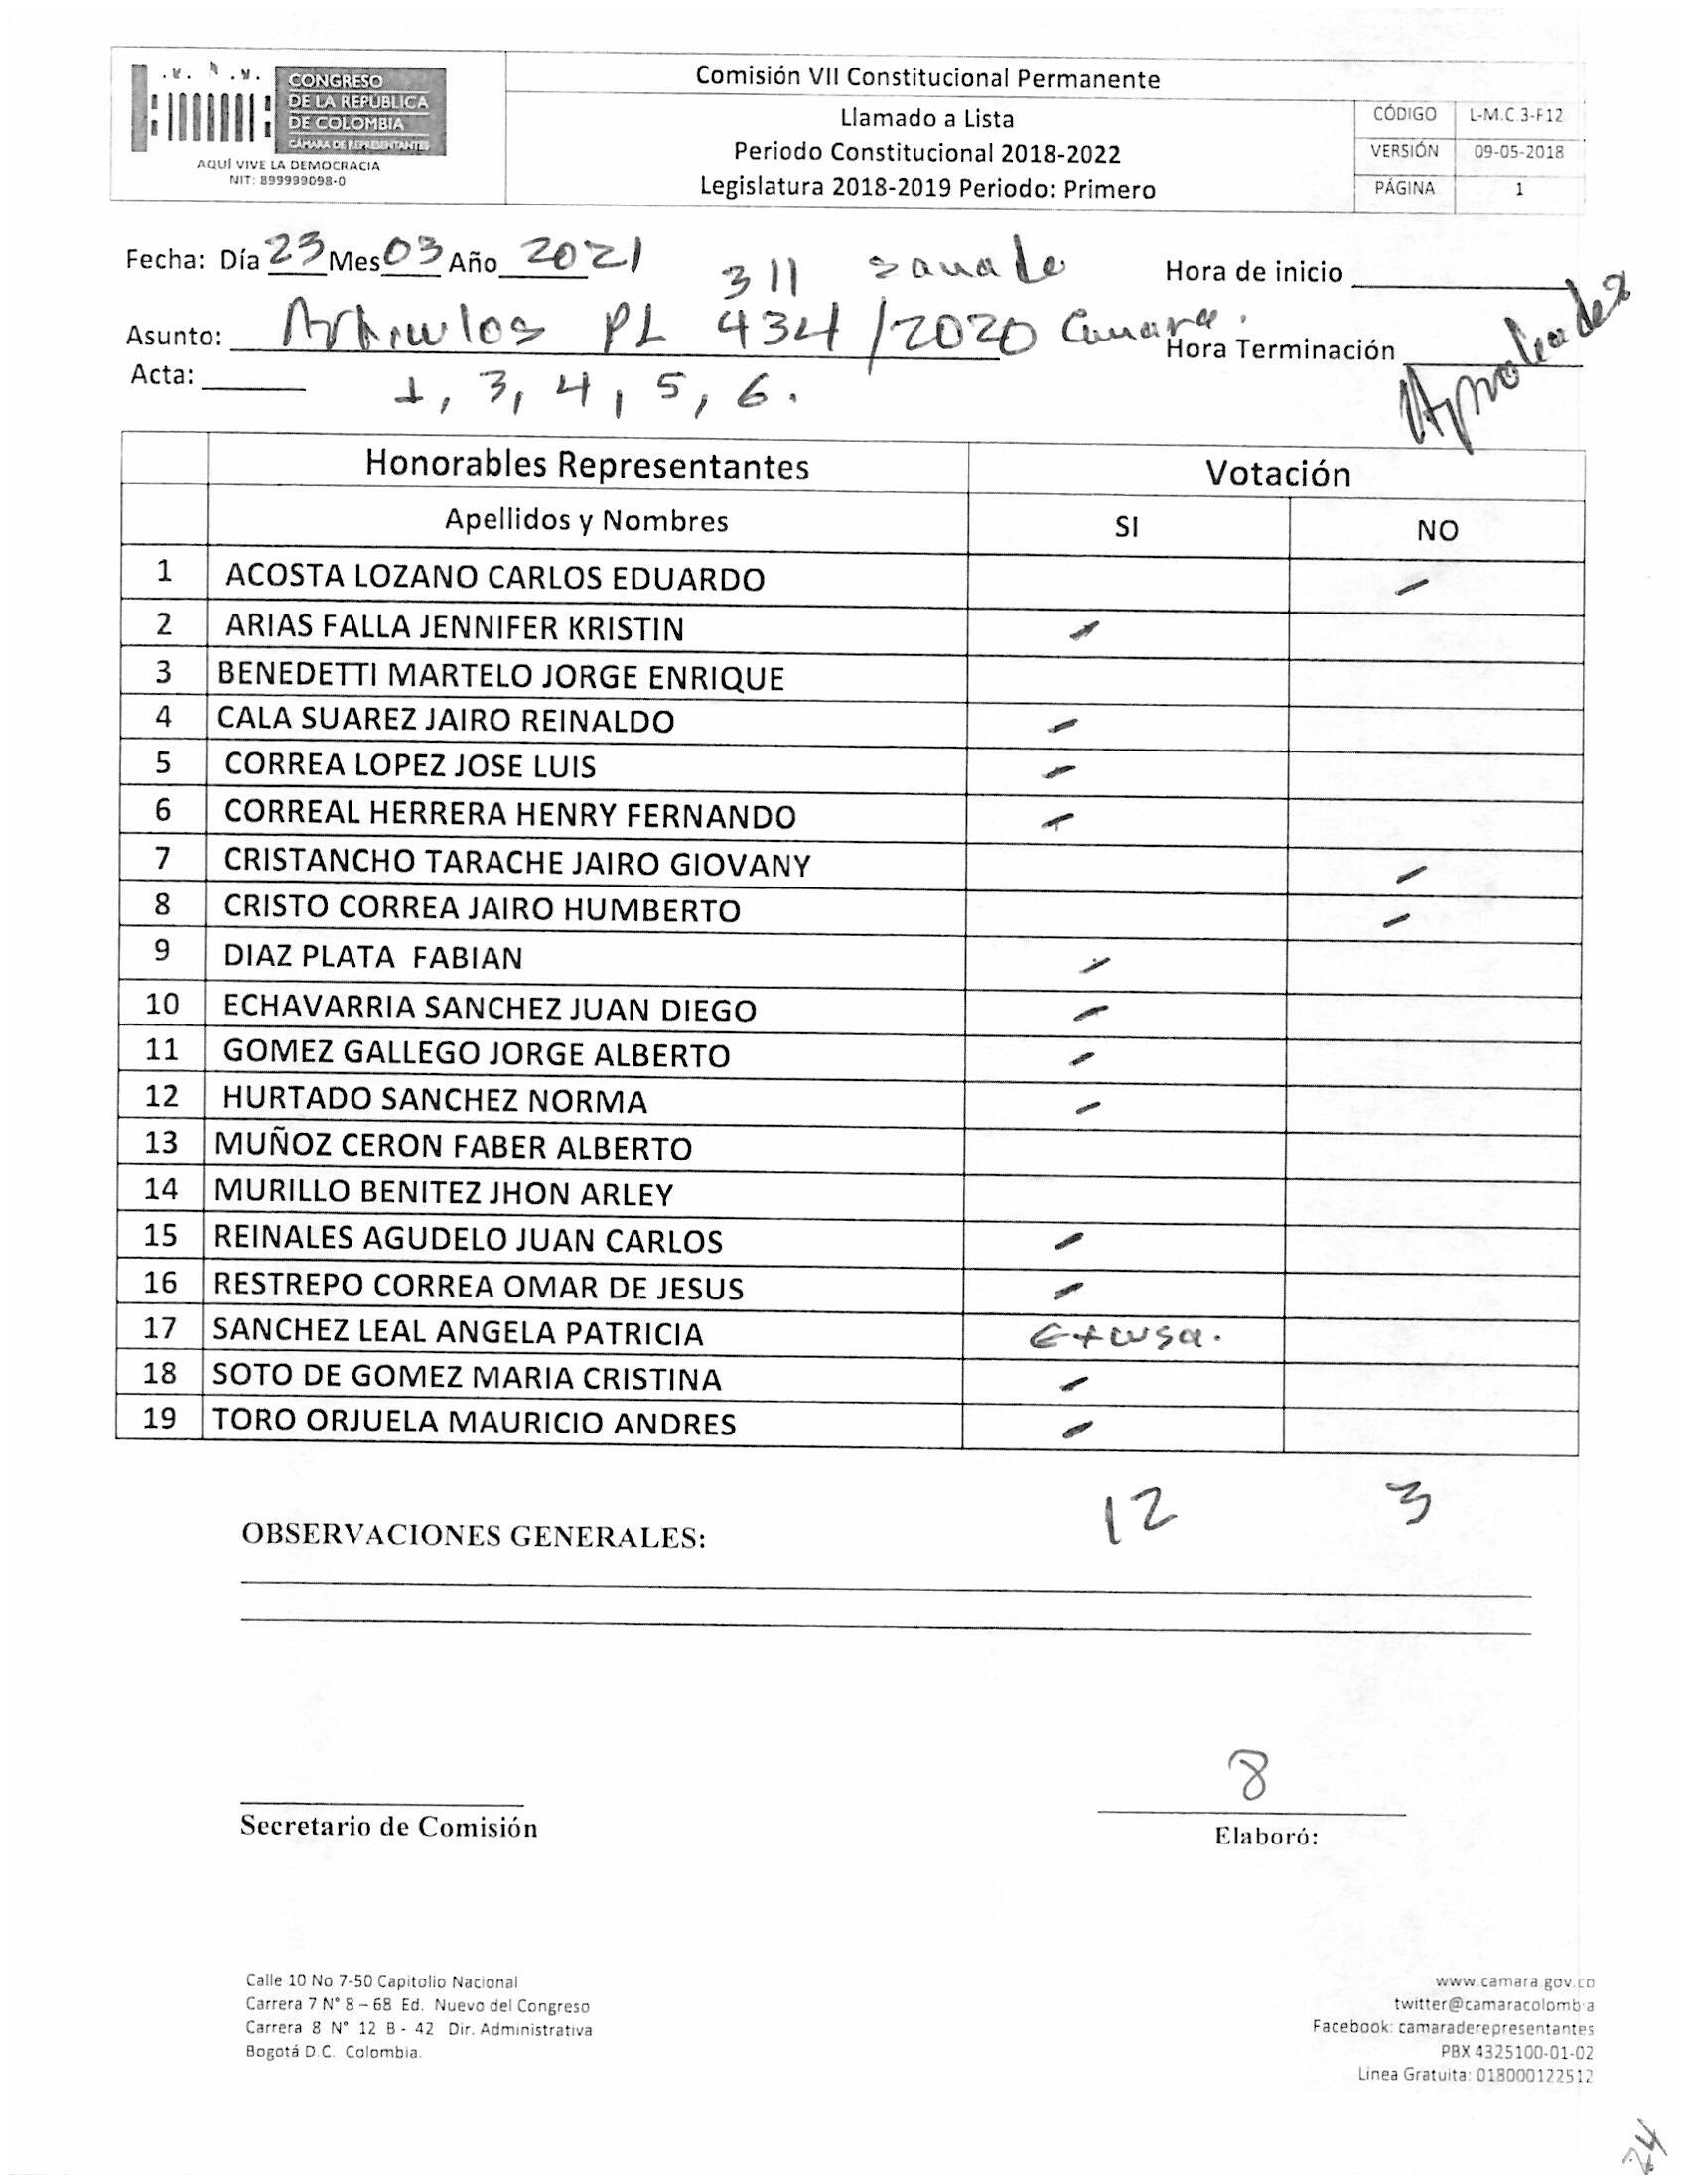 CONGRESO
DE LA REPÚBLICA
DE COLOMBIA
CÁMARA DE REPRESENTANTES
AQUÍ VIVE LA DEMOCRACIA
NIT: 899999098-0
Comisión VII Constitucional Permanente
Llamado a Lista
Periodo Constitucional 2018-2022
Legislatura 2018-2019 Periodo: Primero
CÓDIGO L-M.C.3-F12
VERSIÓN 09-05-2018
PÁGINA 1
Fecha: Día 23 Mes 03 Año 2021
Hora de inicio
311 Senado
Asunto: Artículos PL 434/2020 Camara.
Hora Terminación
Acta:
1, 3, 4, 5, 6.
Honorables Representantes Votación
Apellidos y Nombres SI NO
1 ACOSTA LOZANO CARLOS EDUARDO
2 ARIAS FALLA JENNIFER KRISTIN
3 BENEDETTI MARTELO JORGE ENRIQUE
4 CALA SUAREZ JAIRO REINALDO
5 CORREA LOPEZ JOSE LUIS
6 CORREAL HERRERA HENRY FERNANDO
7 CRISTANCHO TARACHE JAIRO GIOVANY
8 CRISTO CORREA JAIRO HUMBERTO
9 DIAZ PLATA FABIAN
10 ECHAVARRIA SANCHEZ JUAN DIEGO
11 GOMEZ GALLEGO JORGE ALBERTO
12 HURTADO SANCHEZ NORMA
13 MUÑOZ CERON FABER ALBERTO
14 MURILLO BENITEZ JHON ARLEY
15 REINALES AGUDELO JUAN CARLOS
16 RESTREPO CORREA OMAR DE JESUS
17 SANCHEZ LEAL ANGELA PATRICIA Excusa.
18 SOTO DE GOMEZ MARIA CRISTINA
19 TORO ORJUELA MAURICIO ANDRES
12 3
OBSERVACIONES GENERALES:
8
Secretario de Comisión
Elaboró:
Calle 10 No 7-50 Capitolio Nacional
Carrera 7 N° 8 – 68 Ed. Nuevo del Congreso
Carrera 8 N° 12 B - 42 Dir. Administrativa
Bogotá D.C. Colombia.
www.camara.gov.co
twitter@camaracolombia
Facebook: camaraderepresentantes
PBX 4325100-01-02
Linea Gratuita: 018000122512
24